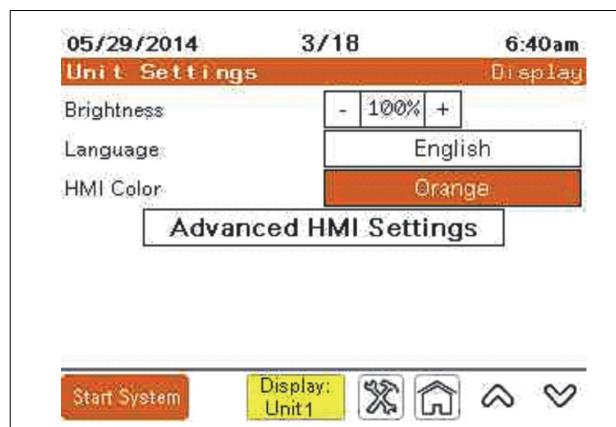 05/29/2014 3/18 6:40am
Unit Settings Display
Brightness - 100% +
Language English
HMI Color Orange
Advanced HMI Settings
Start System Display: Unit1